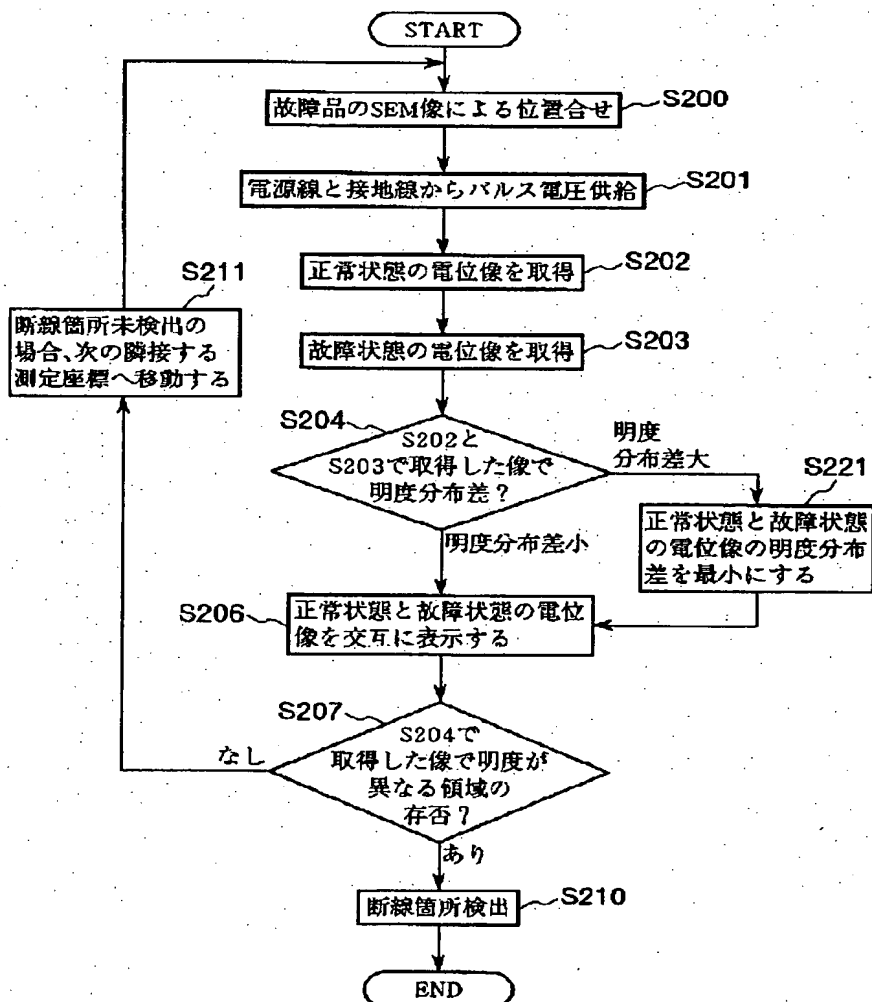 START
故障品のSEM像による位置合せ
S200
電源線と接地線からパルス電圧供給
S201
正常状態の電位像を取得
S202
S211
断線箇所未検出の
場合、次の隣接する
測定座標へ移動する
故障状態の電位像を取得
S203
S204
S202と
S203で取得した像で
明度分布差?
明度
分布差大
S221
正常状態と故障状態
の電位像の明度分布
差を最小にする
明度分布差小
S206
正常状態と故障状態の電位
像を交互に表示する
S207
S204で
取得した像で明度が
異なる領域の
存否?
なし
あり
断線箇所検出
S210
END